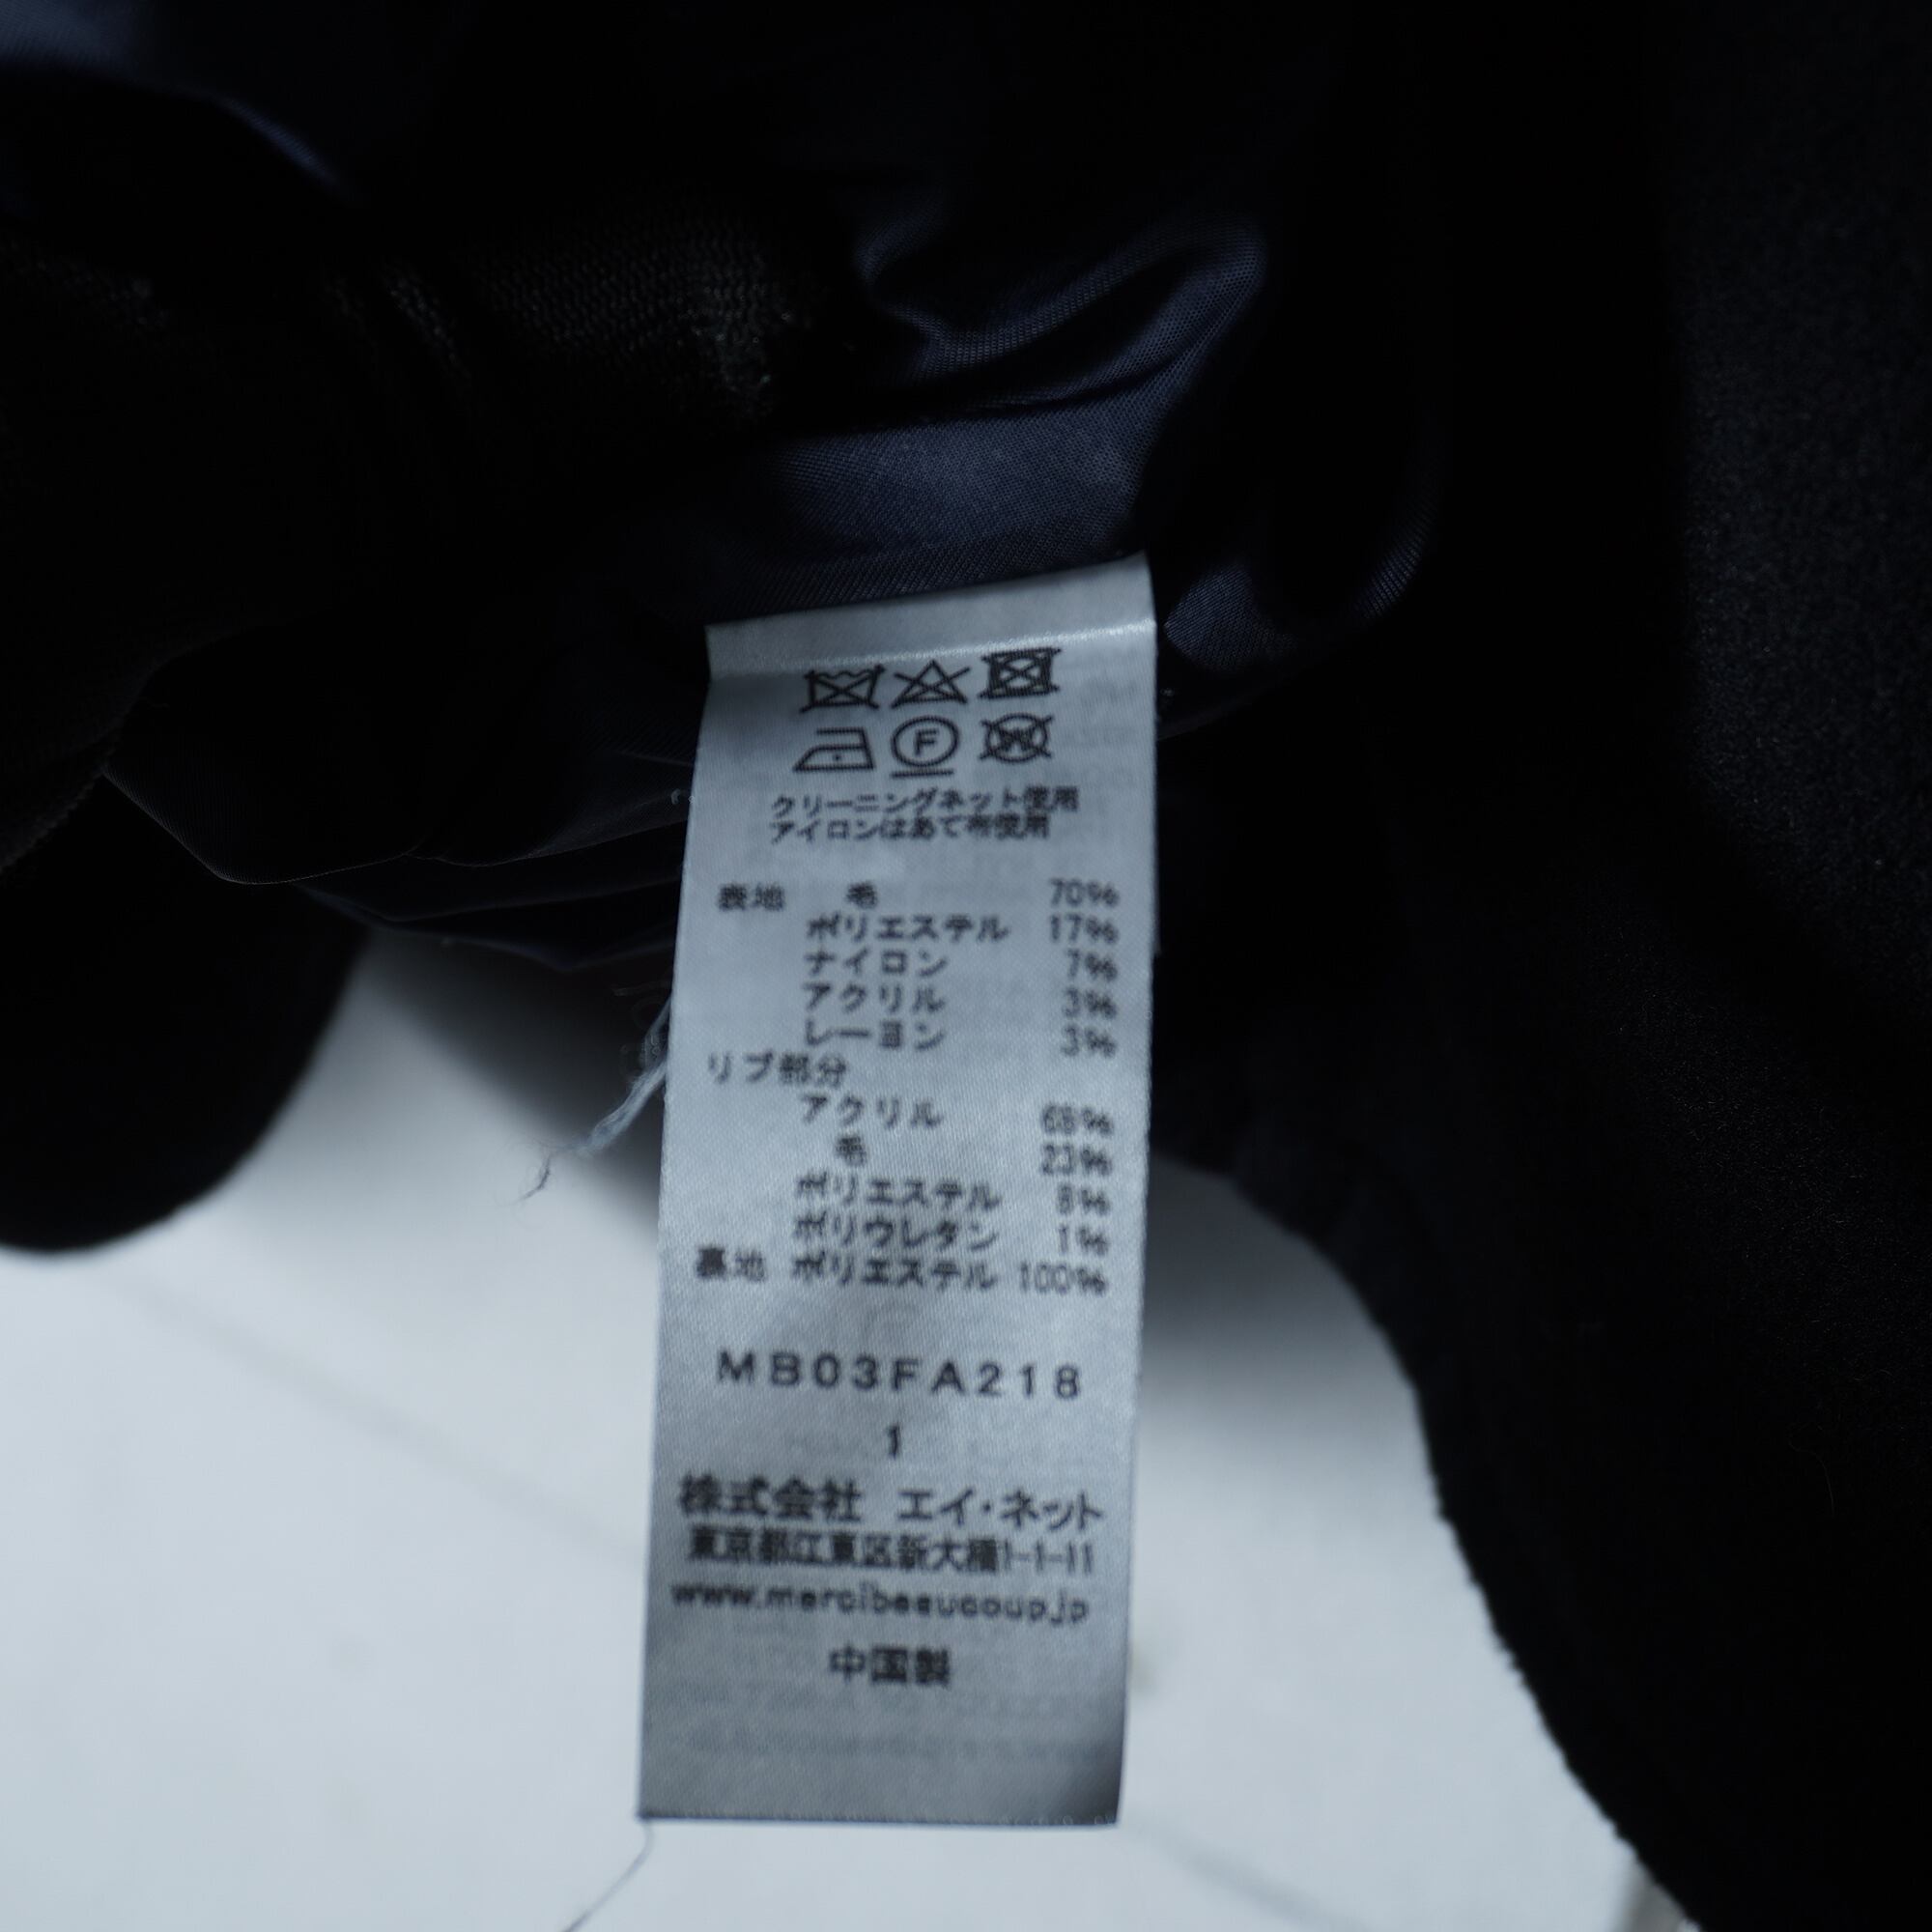 F
W
クリーニングネット使用
アイロンはあて布使用
表地 毛 70%
ポリエステル 17%
ナイロン 7%
アクリル 3%
レーヨン 3%
リブ部分
アクリル 68%
毛 23%
ポリエステル 8%
ポリウレタン 1%
裏地 ポリエステル 100%
MB03FA218
1
株式会社 エイ・ネット
東京都江東区新大橋1-1-11
www.mercibeaucoup.jp
中国製